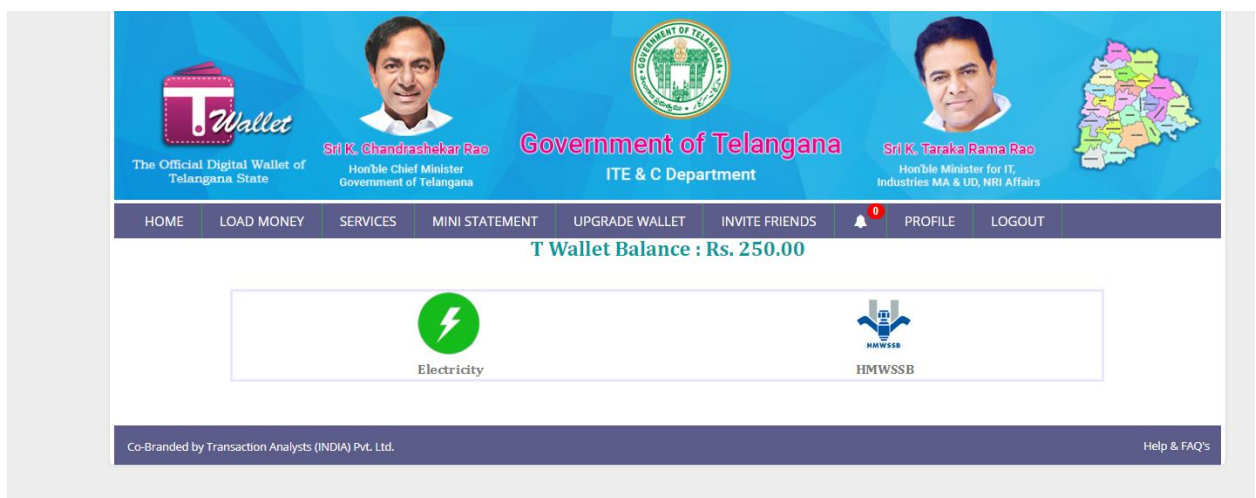 T Wallet
The Official Digital Wallet of
Telangana State
Sri K. Chandrashekar Rao
Hon'ble Chief Minister
Government of Telangana
GOVERNMENT OF TELANGANA
Government of Telangana
ITE & C Department
Sri K. Taraka Rama Rao
Hon'ble Minister for IT,
Industries MA & UD, NRI Affairs
HOME LOAD MONEY SERVICES MINI STATEMENT UPGRADE WALLET INVITE FRIENDS 0 PROFILE LOGOUT
T Wallet Balance : Rs. 250.00
HMWSSB
Electricity HMWSSB
Co-Branded by Transaction Analysts (INDIA) Pvt. Ltd. Help & FAQ's